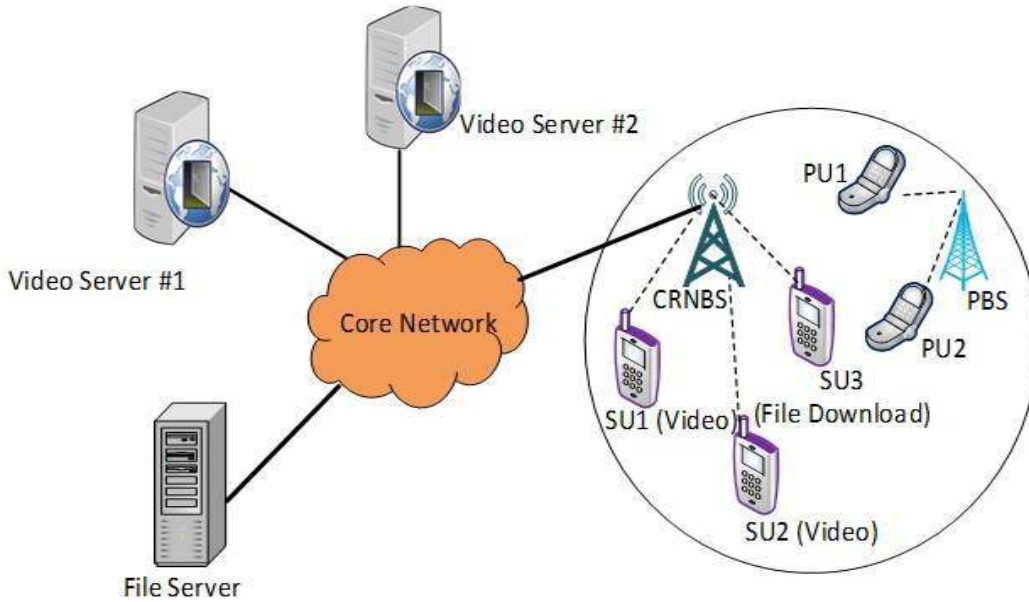 Video Server #2
Video Server #1
Core Network
File Server
CRNBS
PU1
PU2
PBS
SU1 (Video)
SU3
(File Download)
SU2 (Video)